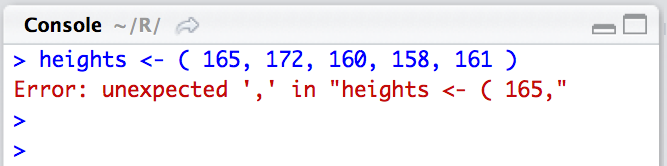 Console ~/R/
> heights <- ( 165, 172, 160, 158, 161 )
Error: unexpected ',' in "heights <- ( 165,"
>
>